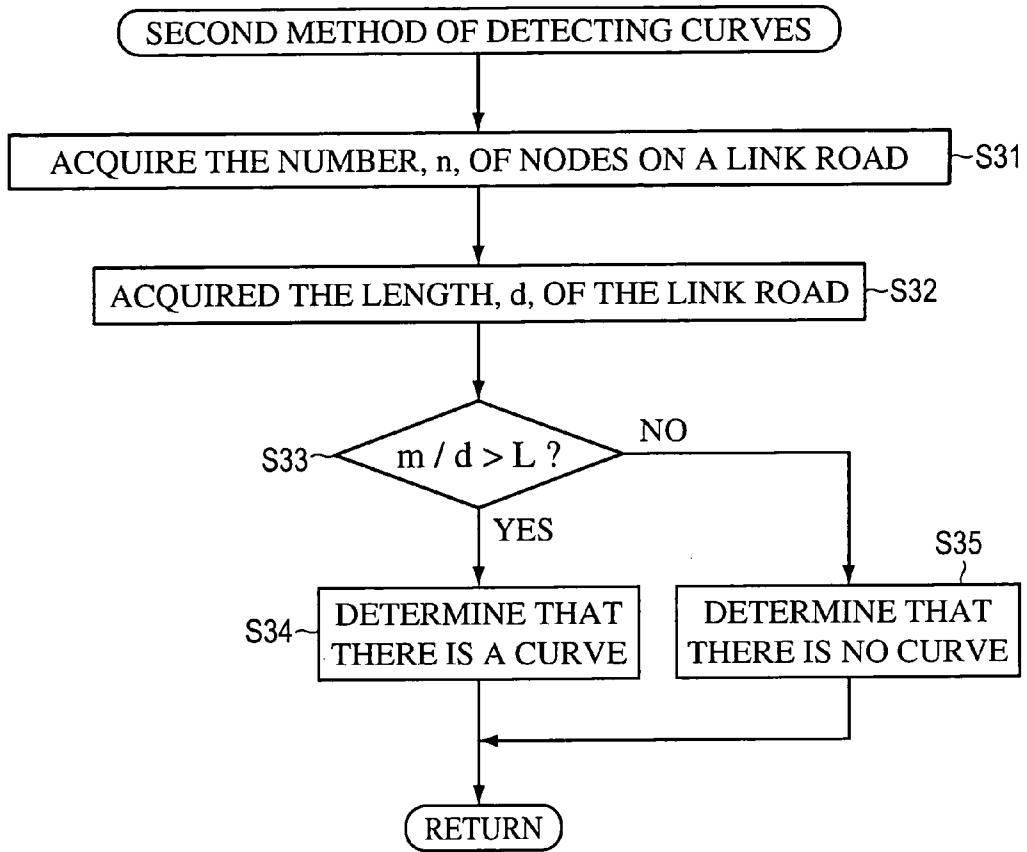 SECOND METHOD OF DETECTING CURVES
ACQUIRE THE NUMBER, n, OF NODES ON A LINK ROAD
S31
ACQUIRED THE LENGTH, d, OF THE LINK ROAD
S32
S33
m / d > L ?
NO
YES
S35
S34
DETERMINE THAT
THERE IS A CURVE
DETERMINE THAT
THERE IS NO CURVE
RETURN